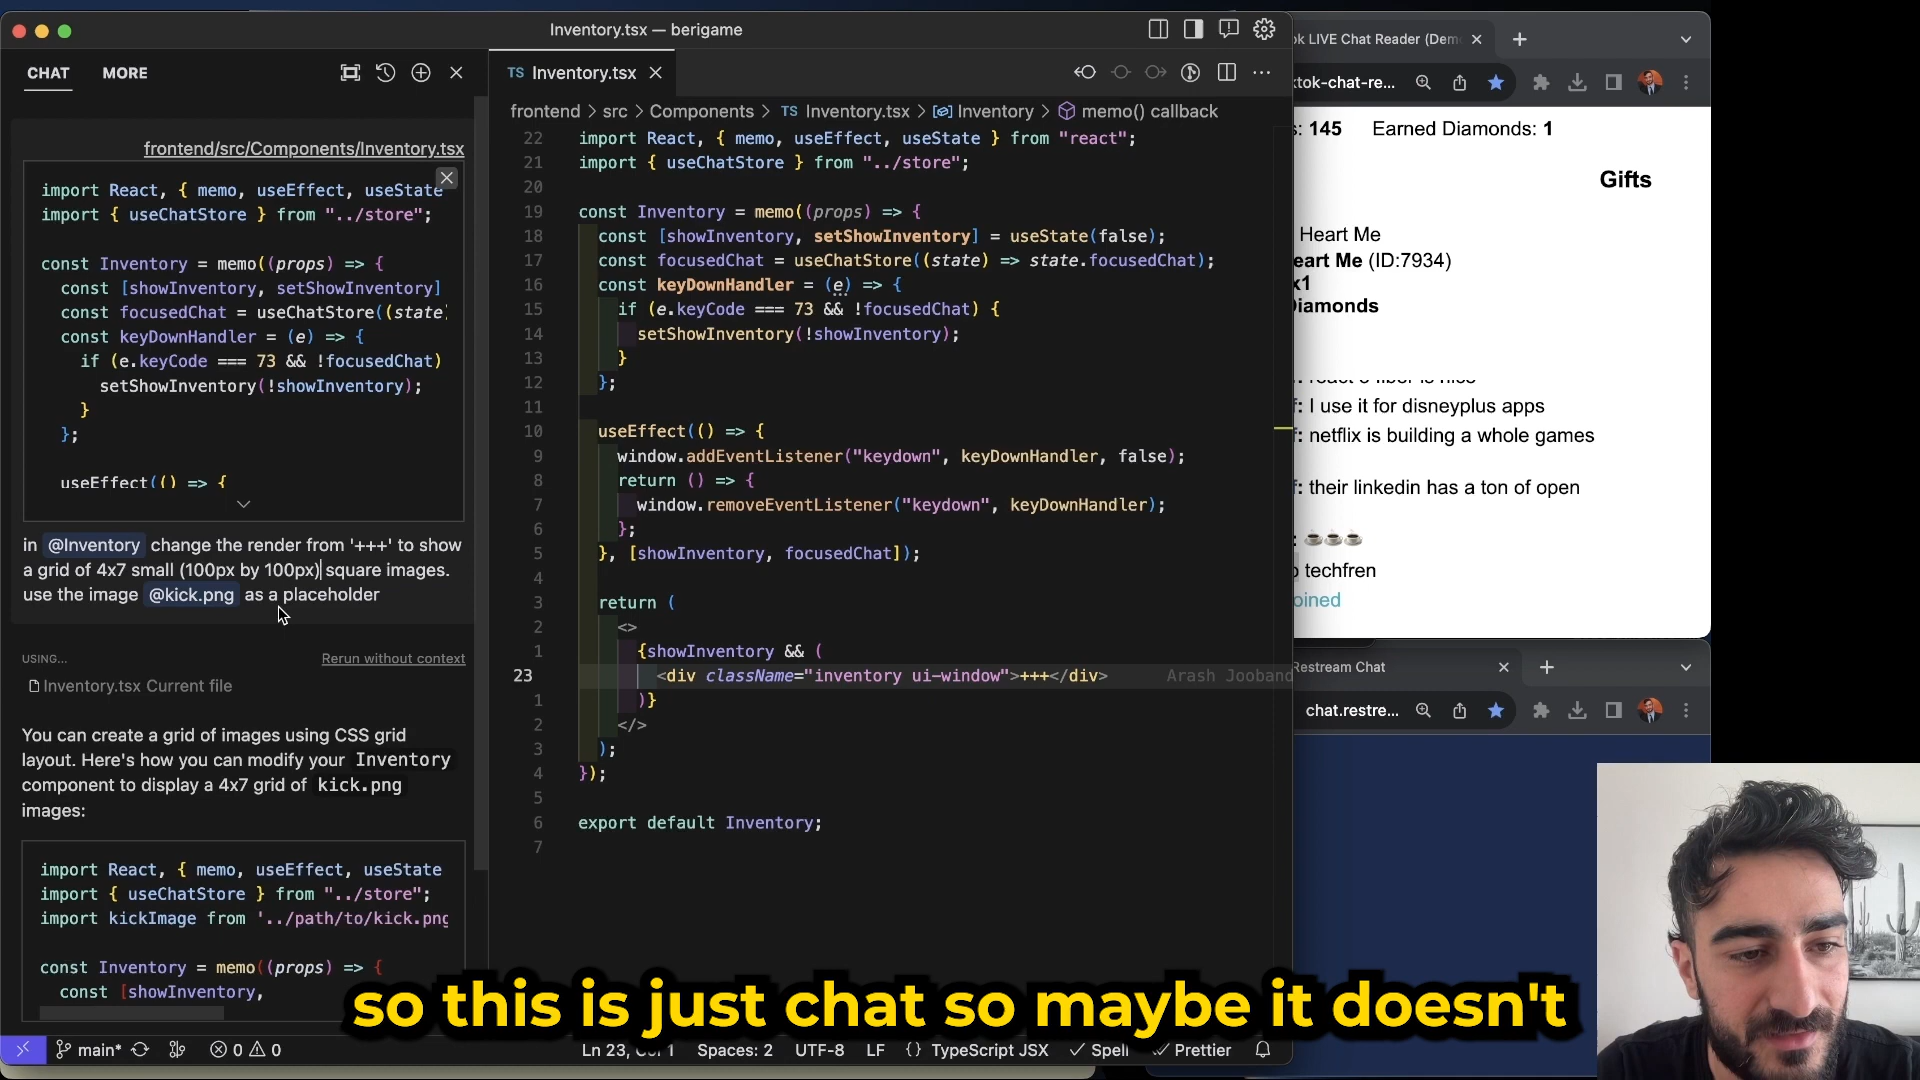 Inventory.tsx — berigame
CHAT
MORE
frontend/src/Components/Inventory.tsx
import React, { memo, useEffect, useState
import { useChatStore } from "../store";
const Inventory = memo((props) => {
const [showInventory, setShowInventory]
const focusedChat = useChatStore((state)
const keyDownHandler = (e) => {
if (e.keyCode === 73 && !focusedChat)
setShowInventory(!showInventory);
}
};
useEffect(() => {
in @Inventory change the render from '+++' to show
a grid of 4x7 small (100px by 100px) square images.
use the image @kick.png as a placeholder
USING...
Rerun without context
Inventory.tsx Current file
You can create a grid of images using CSS grid
layout. Here's how you can modify your Inventory
component to display a 4x7 grid of kick.png
images:
import React, { memo, useEffect, useState
import { useChatStore } from "../store";
import kickImage from '../path/to/kick.png
const Inventory = memo((props) => {
const [showInventory,
TS Inventory.tsx
frontend > src > Components > TS Inventory.tsx > Inventory > memo() callback
22 import React, { memo, useEffect, useState } from "react";
21 import { useChatStore } from "../store";
20
19 const Inventory = memo((props) => {
18 const [showInventory, setShowInventory] = useState(false);
17 const focusedChat = useChatStore((state) => state.focusedChat);
16 const keyDownHandler = (e) => {
15 if (e.keyCode === 73 && !focusedChat) {
14 setShowInventory(!showInventory);
13 }
12 };
11
10 useEffect(() => {
9 window.addEventListener("keydown", keyDownHandler, false);
8 return () => {
7 window.removeEventListener("keydown", keyDownHandler);
6 };
5 }, [showInventory, focusedChat]);
4
3 return (
2 <>
1 {showInventory && (
23 <div className="inventory ui-window">+++</div> Arash Jooband
1 )}
2 </>
3 );
4 });
5
6 export default Inventory;
7
main* 0 0 Ln 23, Col 1 Spaces: 2 UTF-8 LF {} TypeScript JSX Spell Prettier
ok LIVE Chat Reader (Dem
ktok-chat-re...
s: 145 Earned Diamonds: 1
Gifts
Heart Me
eart Me (ID:7934)
x1
Diamonds
f: I use it for disneyplus apps
f: netflix is building a whole games
f: their linkedin has a ton of open
techfren
oined
Restream Chat
chat.restre...
so this is just chat so maybe it doesn't